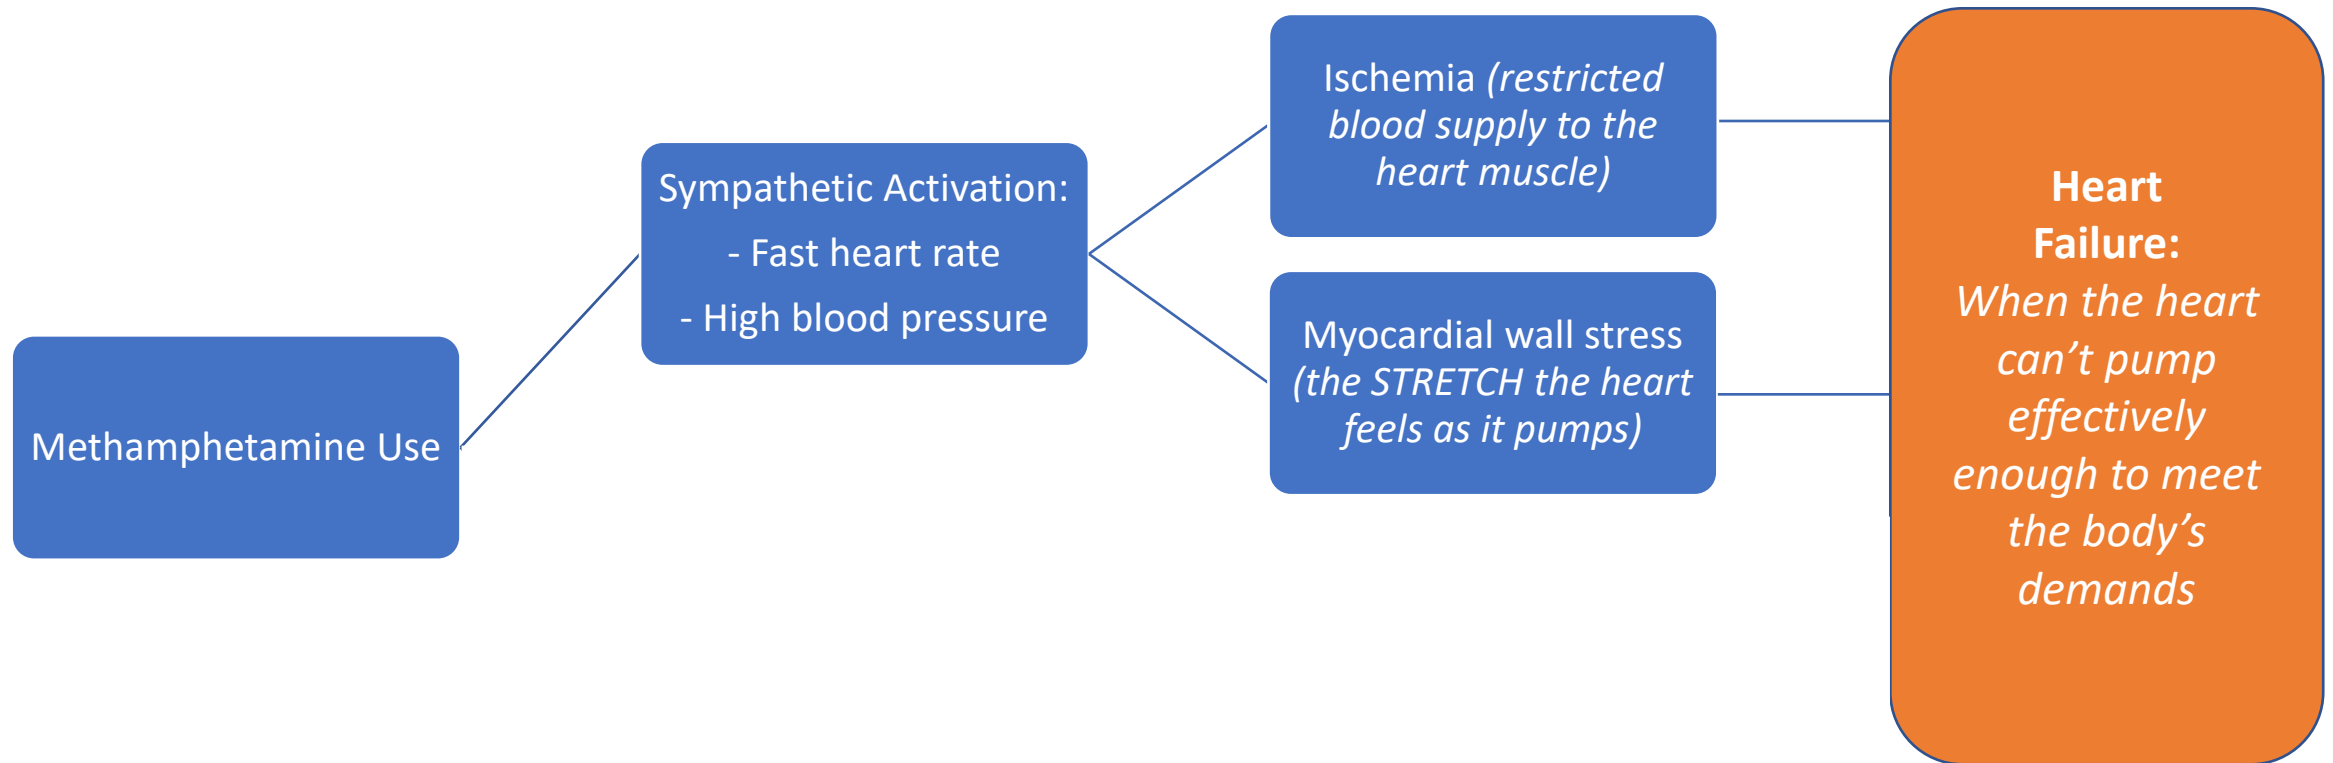 Methamphetamine Use
Sympathetic Activation:
- Fast heart rate
- High blood pressure
Ischemia (restricted
blood supply to the
heart muscle)
Myocardial wall stress
(the STRETCH the heart
feels as it pumps)
Heart
Failure:
When the heart
can’t pump
effectively
enough to meet
the body’s
demands